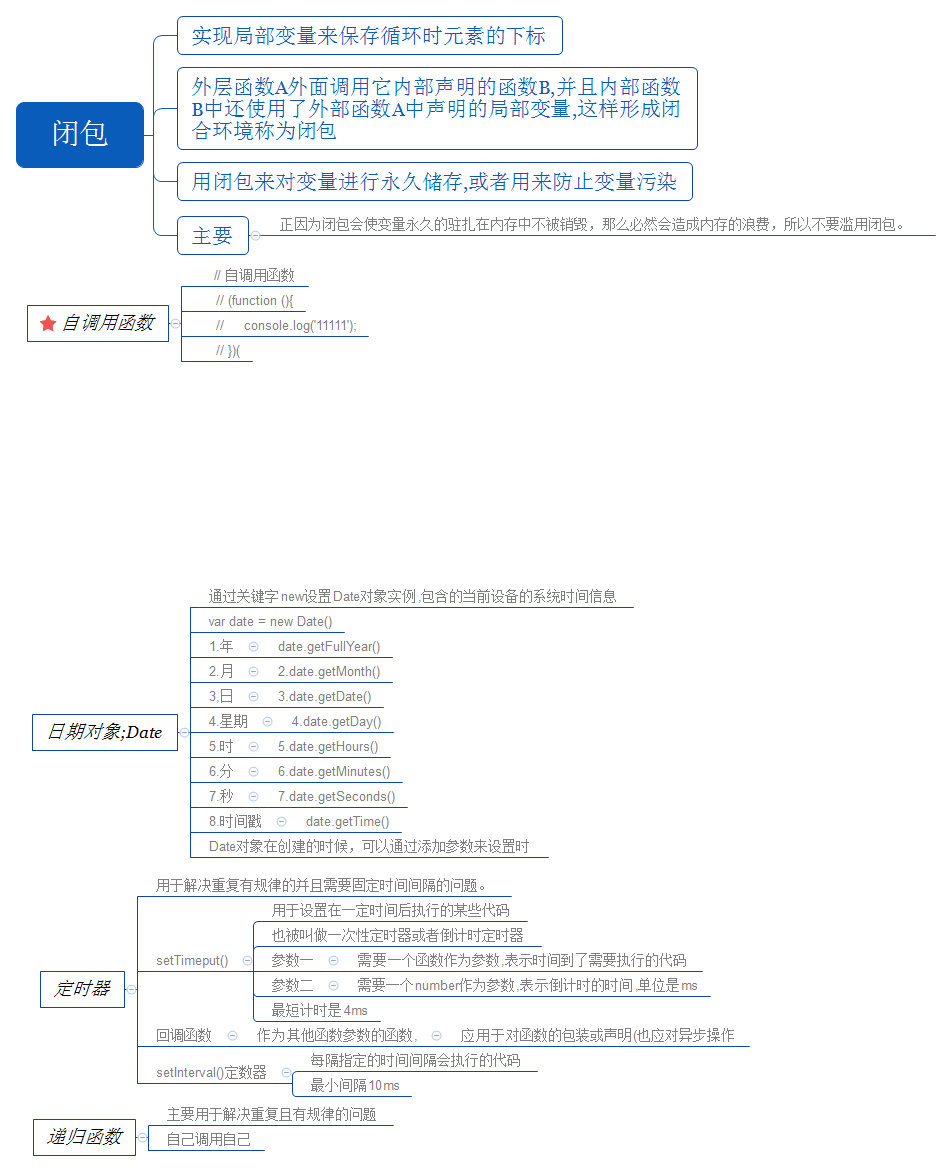 闭包
实现局部变量来保存循环时元素的下标
外层函数A外面调用它内部声明的函数B,并且内部函数
B中还使用了外部函数A中声明的局部变量,这样形成闭
合环境称为闭包
用闭包来对变量进行永久储存,或者用来防止变量污染
主要
正因为闭包会使变量永久的驻扎在内存中不被销毁，那么必然会造成内存的浪费，所以不要滥用闭包。
自调用函数
// 自调用函数
// (function (){
// console.log('11111');
// })(
日期对象;Date
通过关键字 new设置Date对象实例,包含的当前设备的系统时间信息
var date = new Date()
1.年 date.getFullYear()
2.月 2.date.getMonth()
3,日 3.date.getDate()
4.星期 4.date.getDay()
5.时 5.date.getHours()
6.分 6.date.getMinutes()
7.秒 7.date.getSeconds()
8.时间戳 date.getTime()
Date对象在创建的时候，可以通过添加参数来设置时
定时器
用于解决重复有规律的并且需要固定时间间隔的问题。
setTimeput()
用于设置在一定时间后执行的某些代码
也被叫做一次性定时器或者倒计时定时器
参数一 需要一个函数作为参数,表示时间到了需要执行的代码
参数二 需要一个number作为参数,表示倒计时的时间,单位是ms
最短计时是4ms
回调函数 作为其他函数参数的函数, 应用于对函数的包装或声明(也应对异步操作
setInterval()定数器
每隔指定的时间间隔会执行的代码
最小间隔10ms
递归函数
主要用于解决重复且有规律的问题
自己调用自己